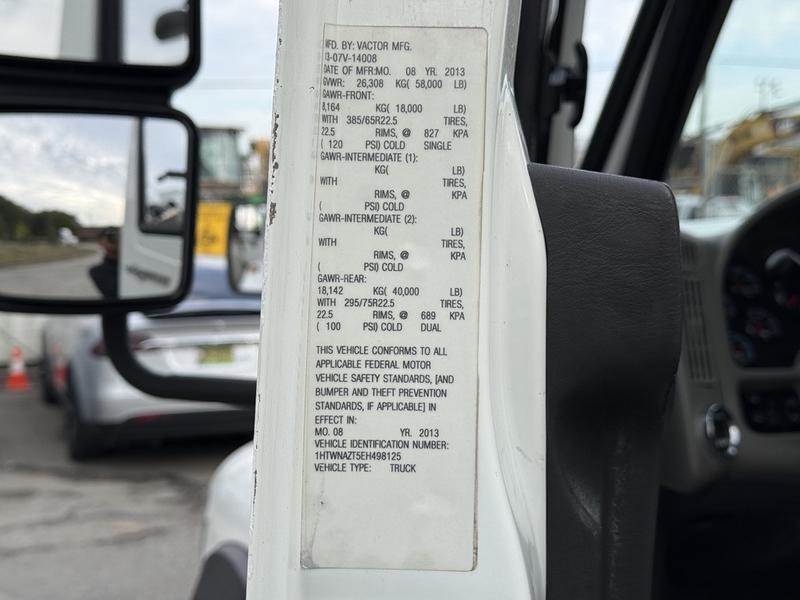 MFD. BY: VACTOR MFG.
13-07V-14008
DATE OF MFR:MO. 08 YR. 2013
GVWR: 26,308 KG( 58,000 LB)
GAWR-FRONT:
8,164 KG( 18,000 LB)
WITH 385/65R22.5 TIRES,
22.5 RIMS, @ 827 KPA
( 120 PSI) COLD SINGLE
GAWR-INTERMEDIATE (1):
KG( LB)
WITH TIRES,
RIMS, @ KPA
( PSI) COLD
GAWR-INTERMEDIATE (2):
KG( LB)
WITH TIRES,
RIMS, @ KPA
( PSI) COLD
GAWR-REAR:
18,142 KG( 40,000 LB)
WITH 295/75R22.5 TIRES,
22.5 RIMS, @ 689 KPA
( 100 PSI) COLD DUAL
THIS VEHICLE CONFORMS TO ALL
APPLICABLE FEDERAL MOTOR
VEHICLE SAFETY STANDARDS, [AND
BUMPER AND THEFT PREVENTION
STANDARDS, IF APPLICABLE] IN
EFFECT IN:
MO. 08 YR. 2013
VEHICLE IDENTIFICATION NUMBER:
1HTWNAZT5EH498125
VEHICLE TYPE: TRUCK